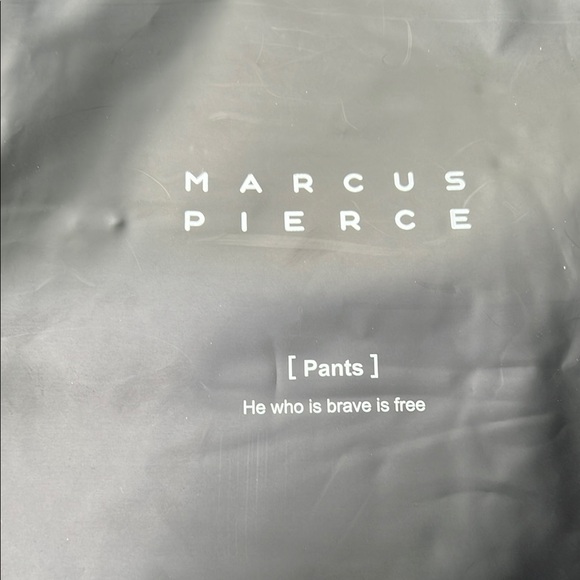 MARCUS
PIERCE
[ Pants ]
He who is brave is free